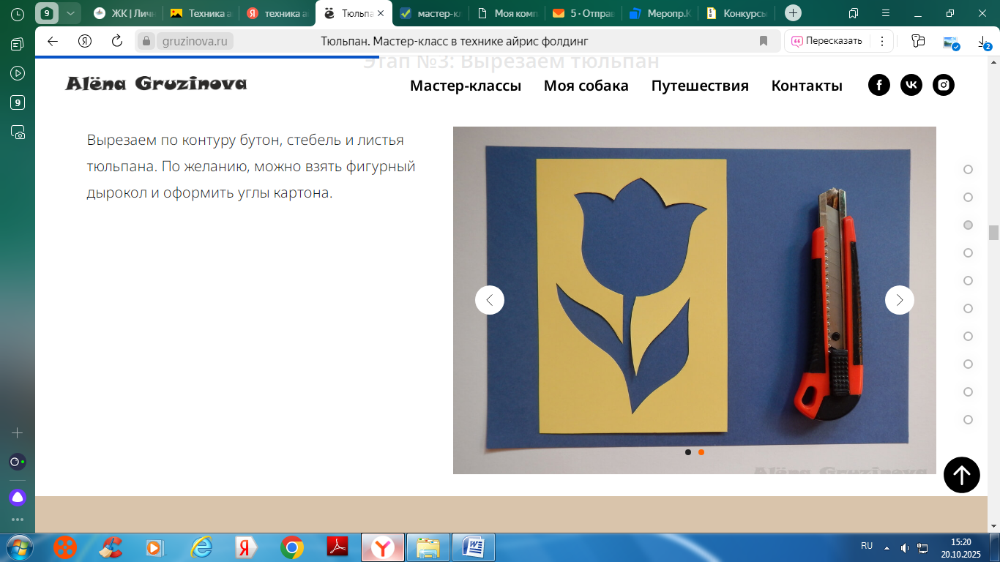 9
ЖК | Личн
Техника а
техника а
Тюльпа
мастер-кл
Моя комп
5 · Отправ
Меропр.К
Конкурсы
gruzinova.ru
Тюльпан. Мастер-класс в технике айрис фолдинг
Пересказать
2
9
Этап №3: Вырезаем тюльпан
Alёna Gruzinova
Мастер-классы
Моя собака
Путешествия
Контакты
Вырезаем по контуру бутон, стебель и листья
тюльпана. По желанию, можно взять фигурный
дырокол и оформить углы картона.
Alёna Gruzinova
RU
15:20
20.10.2025